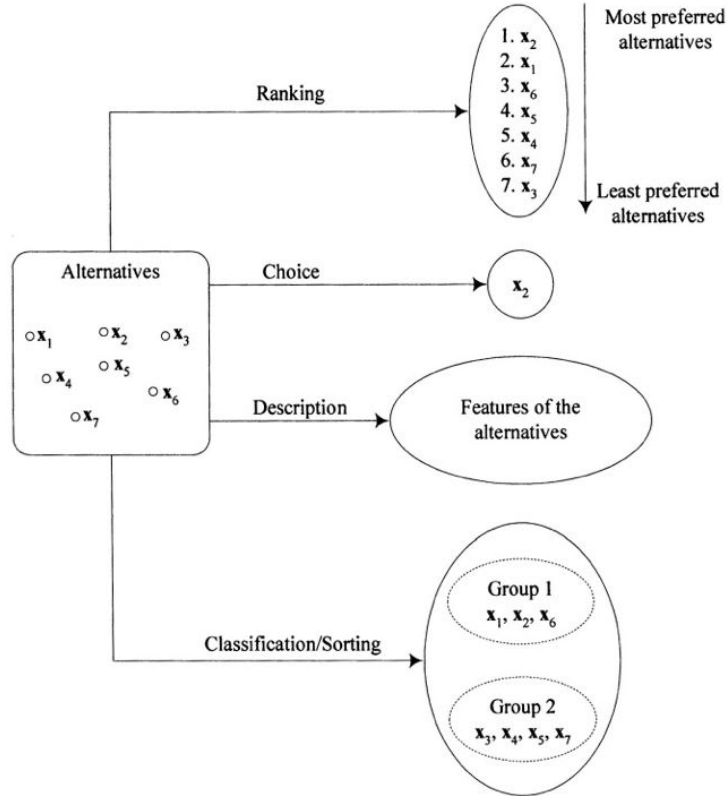 Most preferred
alternatives
1. x₂
2. x₁
3. x₆
4. x₅
5. x₄
6. x₇
7. x₃
Ranking
Least preferred
alternatives
Alternatives
x₁
x₂
x₃
x₄
x₅
x₆
x₇
Choice
x₂
Description
Features of the
alternatives
Classification/Sorting
Group 1
x₁, x₂, x₆
Group 2
x₃, x₄, x₅, x₇